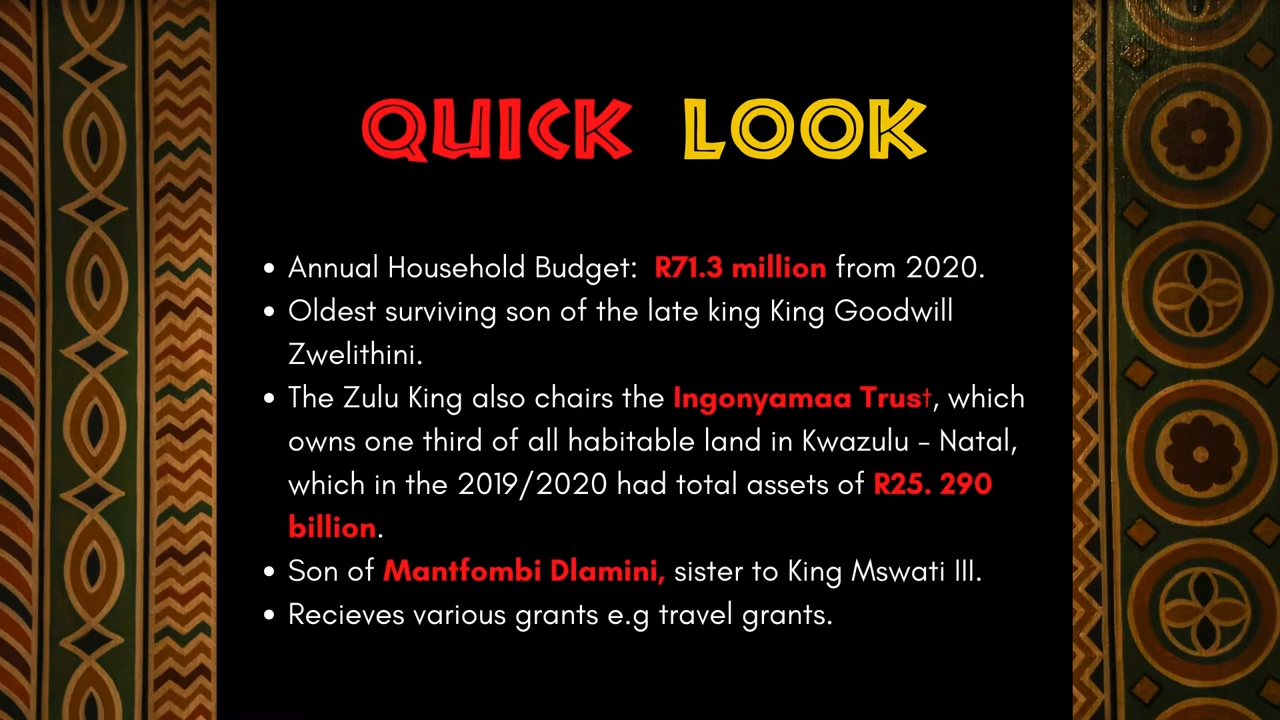 QUICK LOOK
Annual Household Budget: R71.3 million from 2020.
Oldest surviving son of the late king King Goodwill
Zwelithini.
The Zulu King also chairs the Ingonyamaa Trust, which
owns one third of all habitable land in Kwazulu – Natal,
which in the 2019/2020 had total assets of R25. 290
billion.
Son of Mantfombi Dlamini, sister to King Mswati III.
Recieves various grants e.g travel grants.